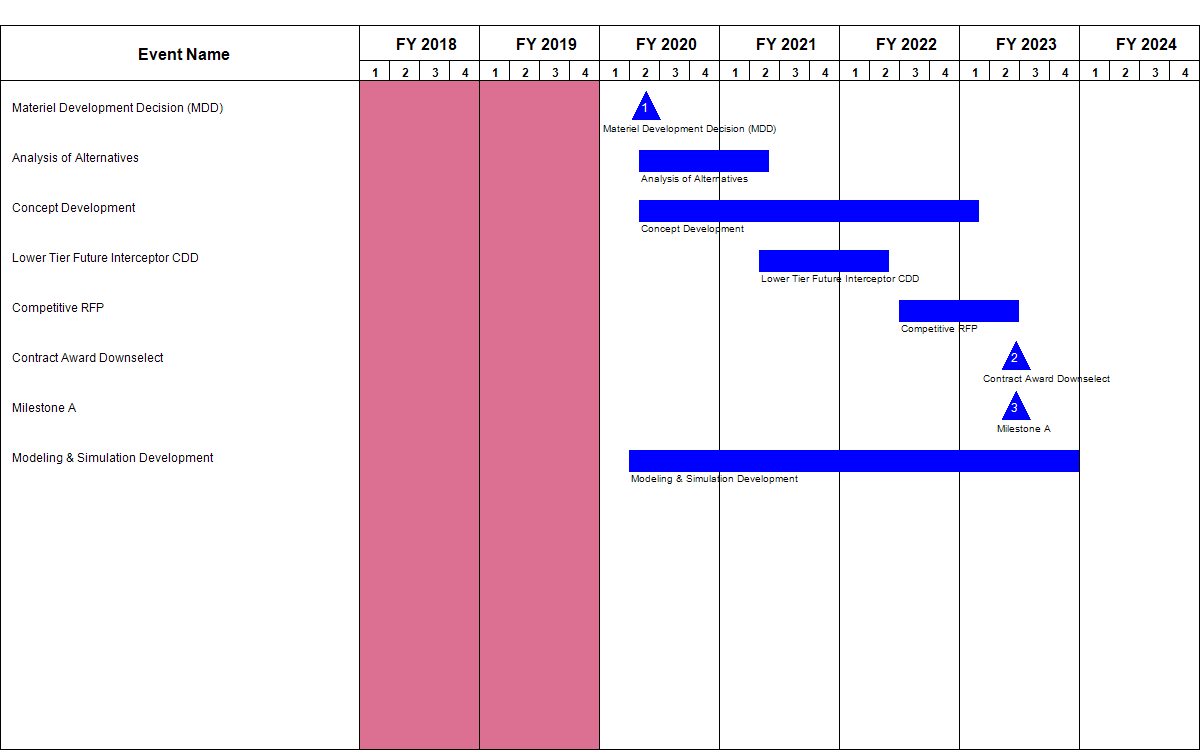 Event Name
FY 2018 FY 2019 FY 2020 FY 2021 FY 2022 FY 2023 FY 2024
1 2 3 4 1 2 3 4 1 2 3 4 1 2 3 4 1 2 3 4 1 2 3 4 1 2 3 4
Materiel Development Decision (MDD)
1
Materiel Development Decision (MDD)
Analysis of Alternatives
Analysis of Alternatives
Concept Development
Concept Development
Lower Tier Future Interceptor CDD
Lower Tier Future Interceptor CDD
Competitive RFP
Competitive RFP
Contract Award Downselect
2
Contract Award Downselect
Milestone A
3
Milestone A
Modeling & Simulation Development
Modeling & Simulation Development